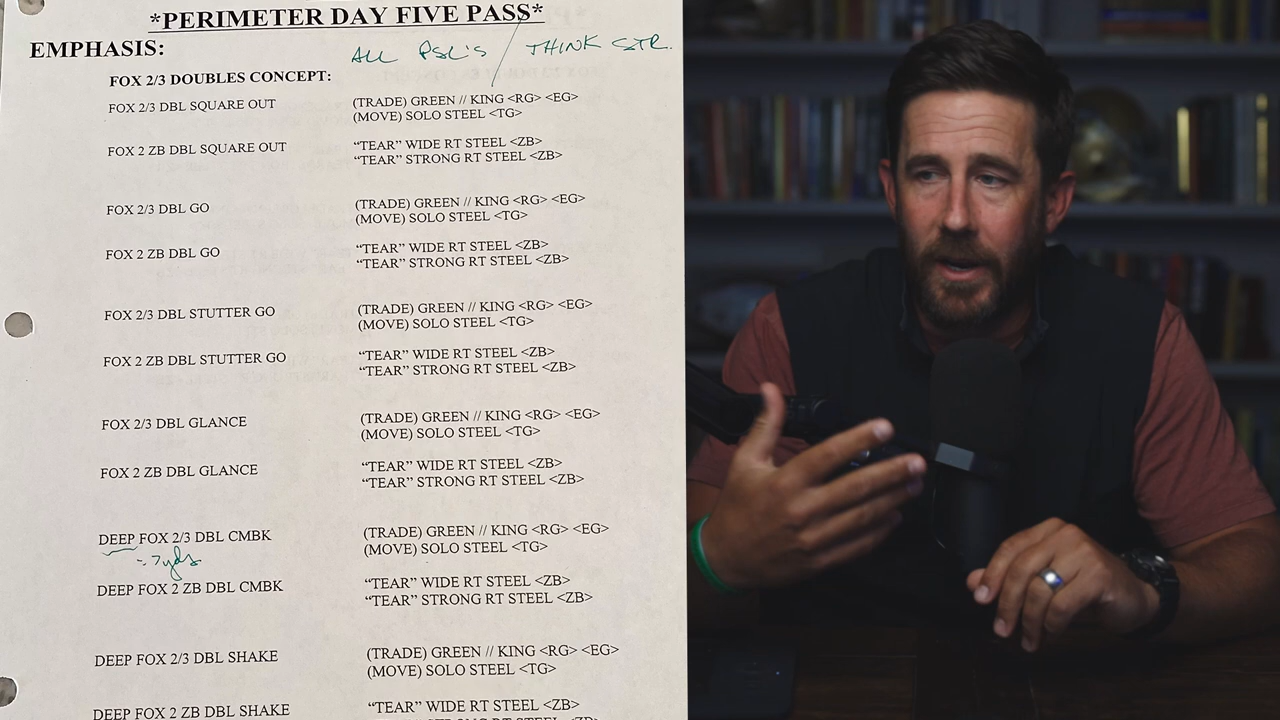 *PERIMETER DAY FIVE PASS*
EMPHASIS:
ALL PSL'S / THINK STR.
FOX 2/3 DOUBLES CONCEPT:
FOX 2/3 DBL SQUARE OUT (TRADE) GREEN // KING <RG> <EG>
(MOVE) SOLO STEEL <TG>
FOX 2 ZB DBL SQUARE OUT “TEAR” WIDE RT STEEL <ZB>
“TEAR” STRONG RT STEEL <ZB>
FOX 2/3 DBL GO (TRADE) GREEN // KING <RG> <EG>
(MOVE) SOLO STEEL <TG>
FOX 2 ZB DBL GO “TEAR” WIDE RT STEEL <ZB>
“TEAR” STRONG RT STEEL <ZB>
FOX 2/3 DBL STUTTER GO (TRADE) GREEN // KING <RG> <EG>
(MOVE) SOLO STEEL <TG>
FOX 2 ZB DBL STUTTER GO “TEAR” WIDE RT STEEL <ZB>
“TEAR” STRONG RT STEEL <ZB>
FOX 2/3 DBL GLANCE (TRADE) GREEN // KING <RG> <EG>
(MOVE) SOLO STEEL <TG>
FOX 2 ZB DBL GLANCE “TEAR” WIDE RT STEEL <ZB>
“TEAR” STRONG RT STEEL <ZB>
DEEP FOX 2/3 DBL CMBK (TRADE) GREEN // KING <RG> <EG>
(MOVE) SOLO STEEL <TG>
7yds
DEEP FOX 2 ZB DBL CMBK “TEAR” WIDE RT STEEL <ZB>
“TEAR” STRONG RT STEEL <ZB>
DEEP FOX 2/3 DBL SHAKE (TRADE) GREEN // KING <RG> <EG>
(MOVE) SOLO STEEL <TG>
DEEP FOX 2 ZB DBL SHAKE “TEAR” WIDE RT STEEL <ZB>